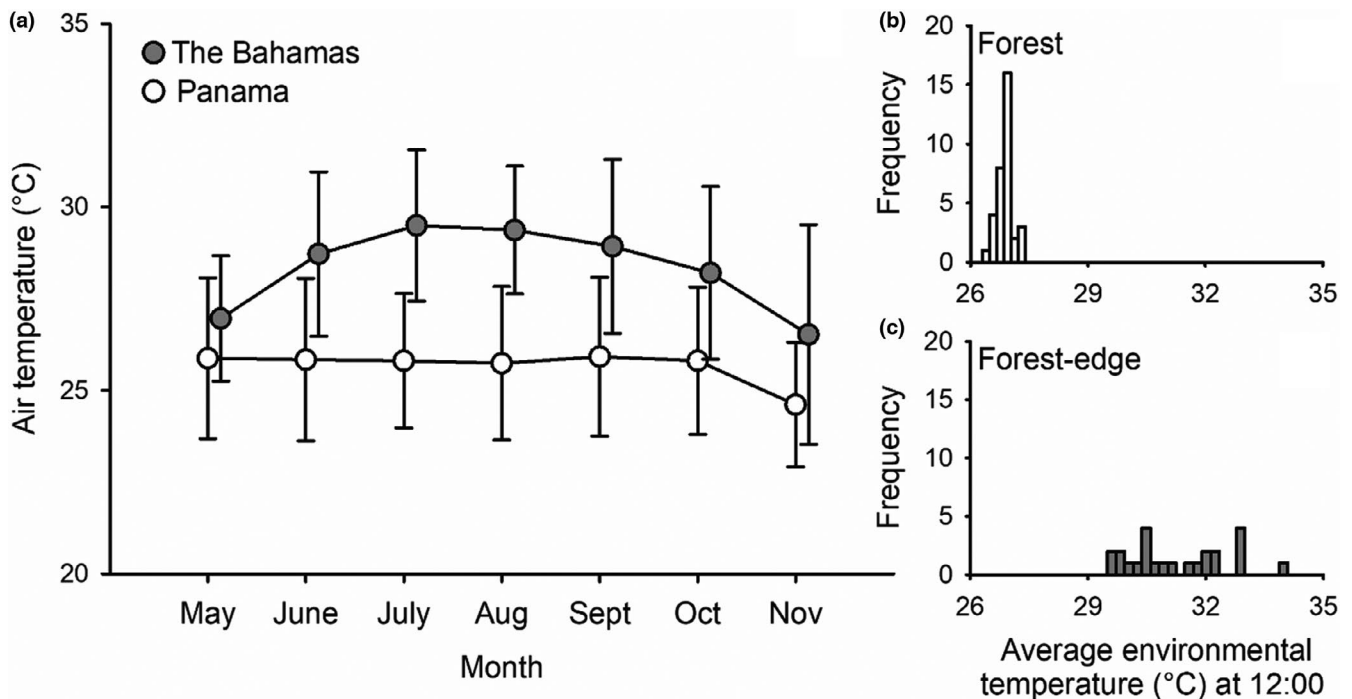 (a)
35
30
25
20
Air temperature (°C)
The Bahamas
Panama
May June July Aug Sept Oct Nov
Month
(b)
20
15
10
5
0
Frequency
Forest
26 29 32 35
(c)
20
15
10
5
0
Frequency
Forest-edge
26 29 32 35
Average environmental
temperature (°C) at 12:00